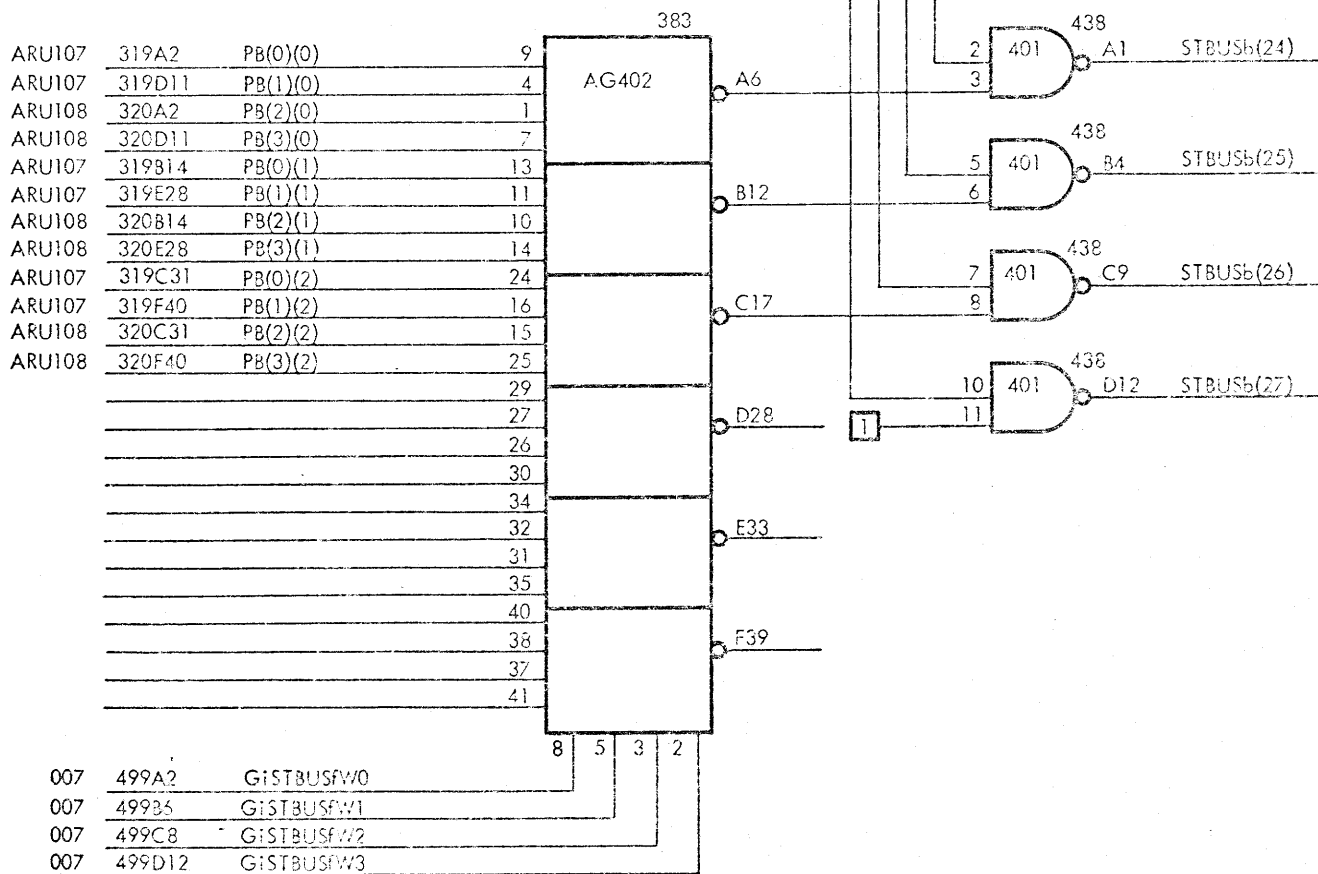 383
ARU107 319A2 PB(0)(0) 9
ARU107 319D11 PB(1)(0) 4
ARU108 320A2 PB(2)(0) 1
ARU108 320D11 PB(3)(0) 7
ARU107 319B14 PB(0)(1) 13
ARU107 319E28 PB(1)(1) 11
ARU108 320B14 PB(2)(1) 10
ARU108 320E28 PB(3)(1) 14
ARU107 319C31 PB(0)(2) 24
ARU107 319F40 PB(1)(2) 16
ARU108 320C31 PB(2)(2) 15
ARU108 320F40 PB(3)(2) 25
29
27
26
30
34
32
31
35
40
38
37
41
AG402
A6
B12
C17
D28
E33
F39
8 5 3 2
007 499A2 GiSTBUSfW0
007 499B6 GiSTBUSfW1
007 499C8 GiSTBUSfW2
007 499D12 GiSTBUSfW3
438
2 401 A1 STBUSb(24)
3
438
5 401 B4 STBUSb(25)
6
438
7 401 C9 STBUSb(26)
8
438
10 401 D12 STBUSb(27)
1 11